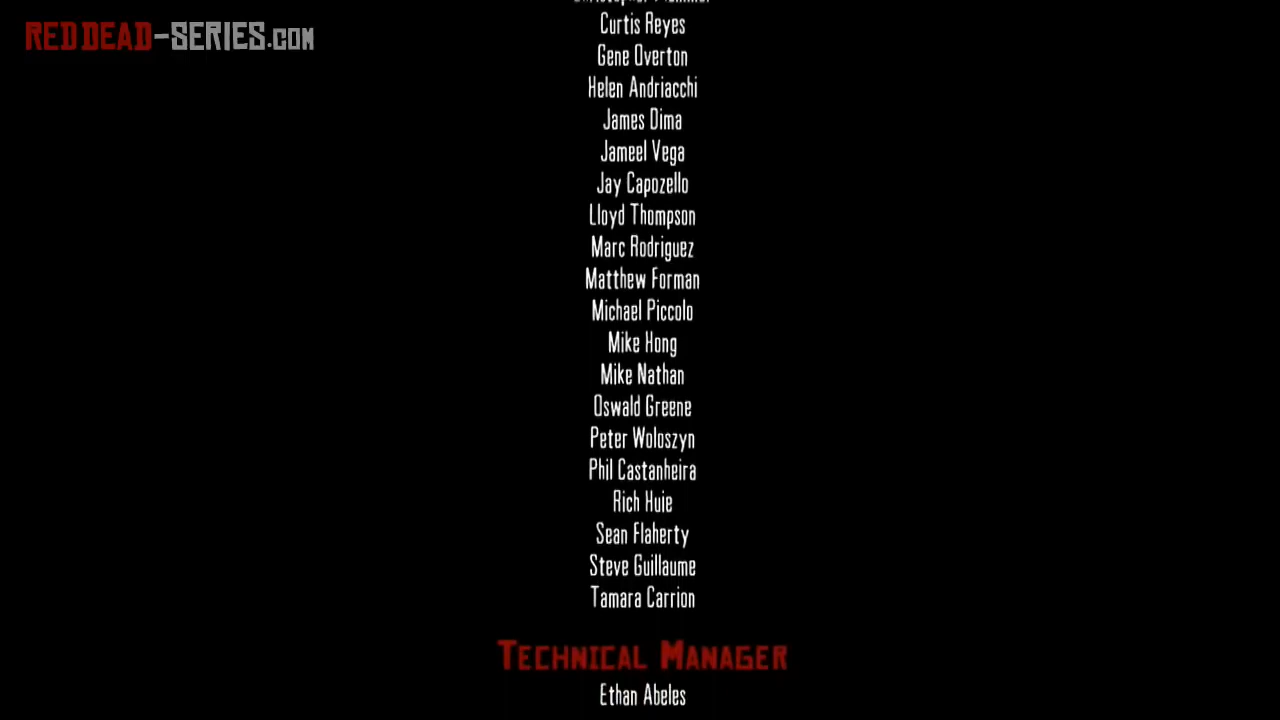 RED DEAD-SERIES.COM
Curtis Reyes
Gene Overton
Helen Andriacchi
James Dima
Jameel Vega
Jay Capozello
Lloyd Thompson
Marc Rodriguez
Matthew Forman
Michael Piccolo
Mike Hong
Mike Nathan
Oswald Greene
Peter Woloszyn
Phil Castanheira
Rich Huie
Sean Flaherty
Steve Guillaume
Tamara Carrion
Technical Manager
Ethan Abeles